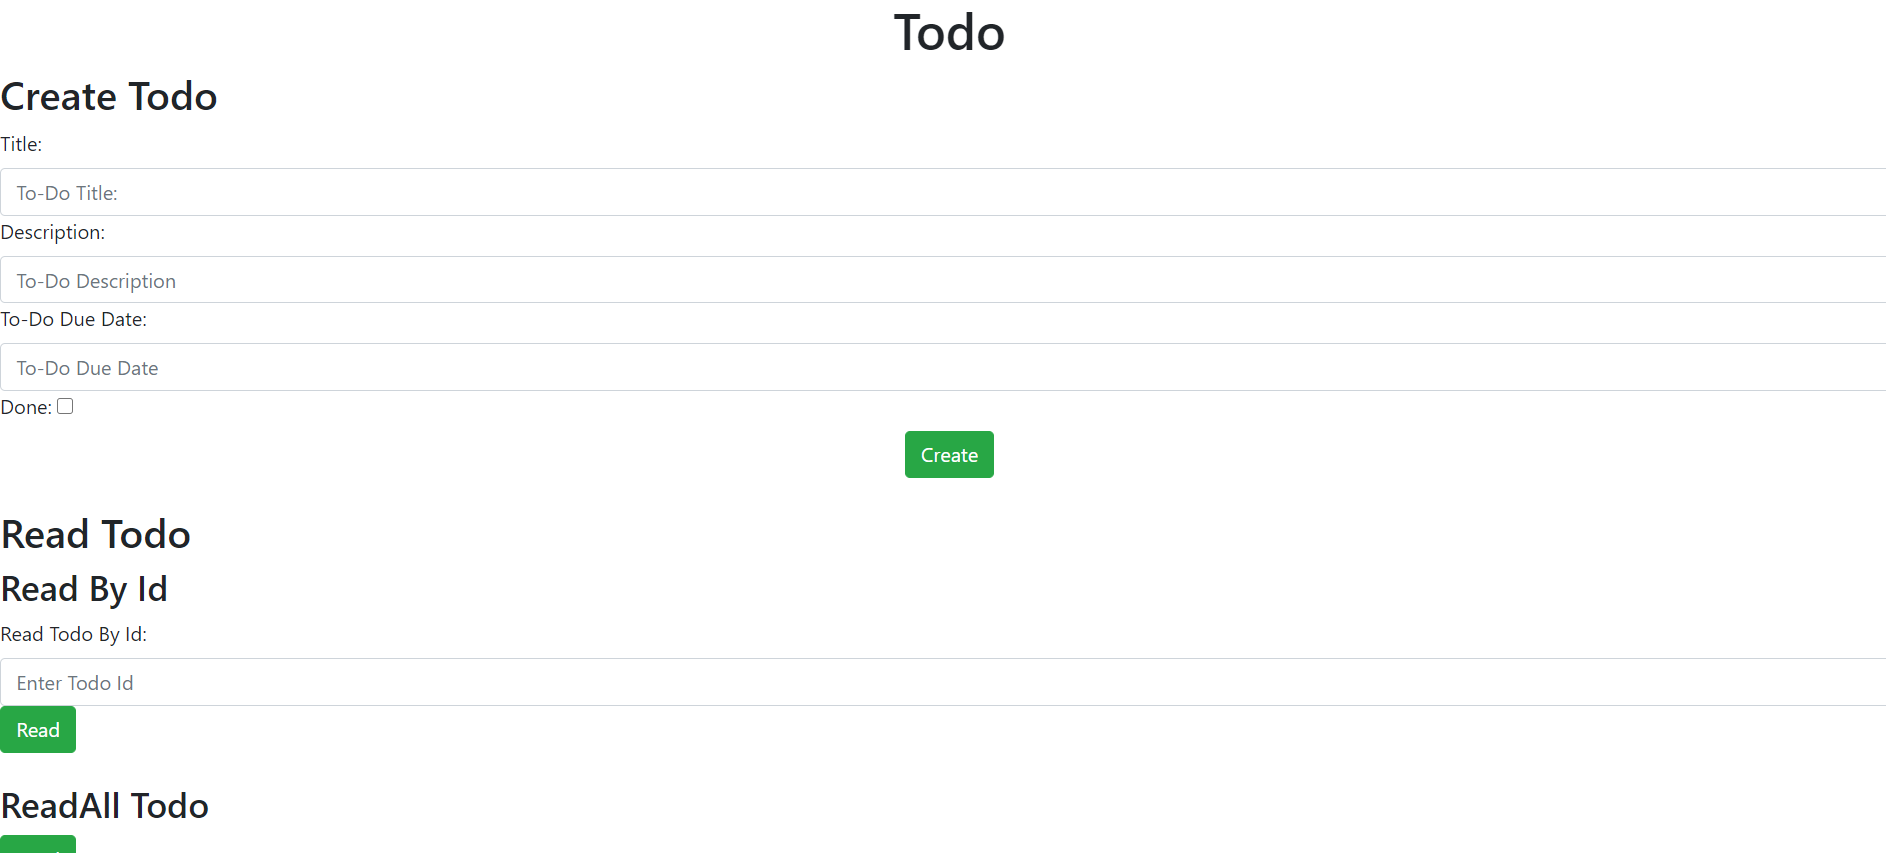 Todo
Create Todo
Title:
To-Do Title:
Description:
To-Do Description
To-Do Due Date:
To-Do Due Date
Done:
Create
Read Todo
Read By Id
Read Todo By Id:
Enter Todo Id
Read
ReadAll Todo